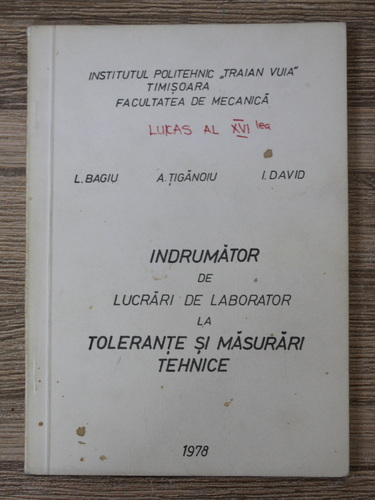 INSTITUTUL POLITEHNIC „TRAIAN VUIA"
TIMIȘOARA
FACULTATEA DE MECANICĂ
LUKAS AL XVI lea
L. BAGIU A. ȚIGĂNOIU I. DAVID
INDRUMĂTOR
DE
LUCRĂRI DE LABORATOR
LA
TOLERANȚE ȘI MĂSURĂRI
TEHNICE
1978